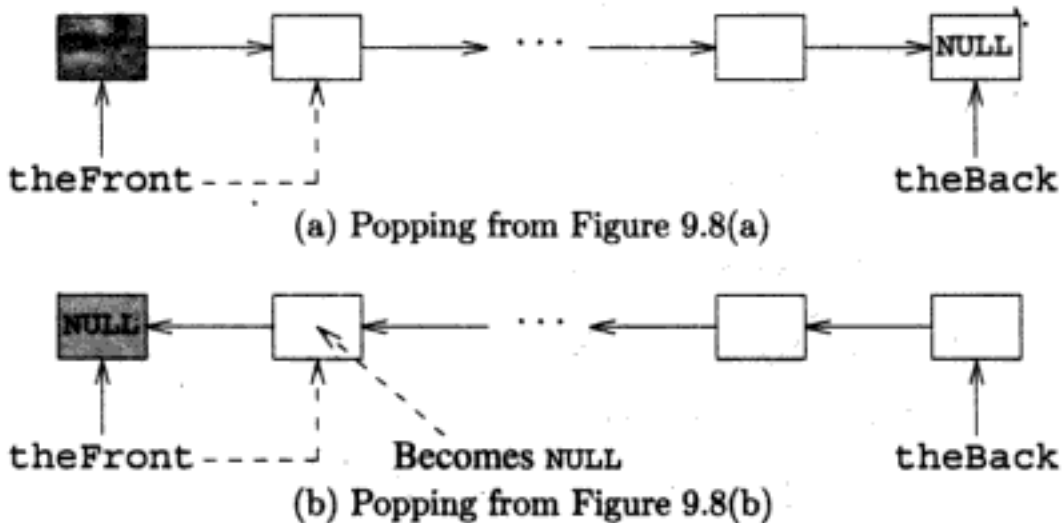 NULL
theFront theBack
(a) Popping from Figure 9.8(a)
NULL
theFront Becomes NULL theBack
(b) Popping from Figure 9.8(b)